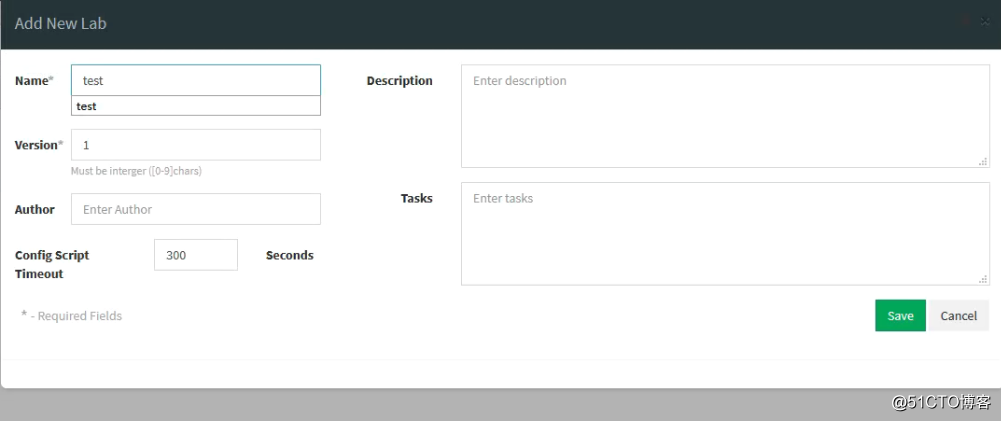 Add New Lab
×
Name*
test
test
Version*
1
Must be interger ([0-9]chars)
Author
Enter Author
Config Script
Timeout
300
Seconds
Description
Enter description
Tasks
Enter tasks
* - Required Fields
Save
Cancel
@51CTO博客